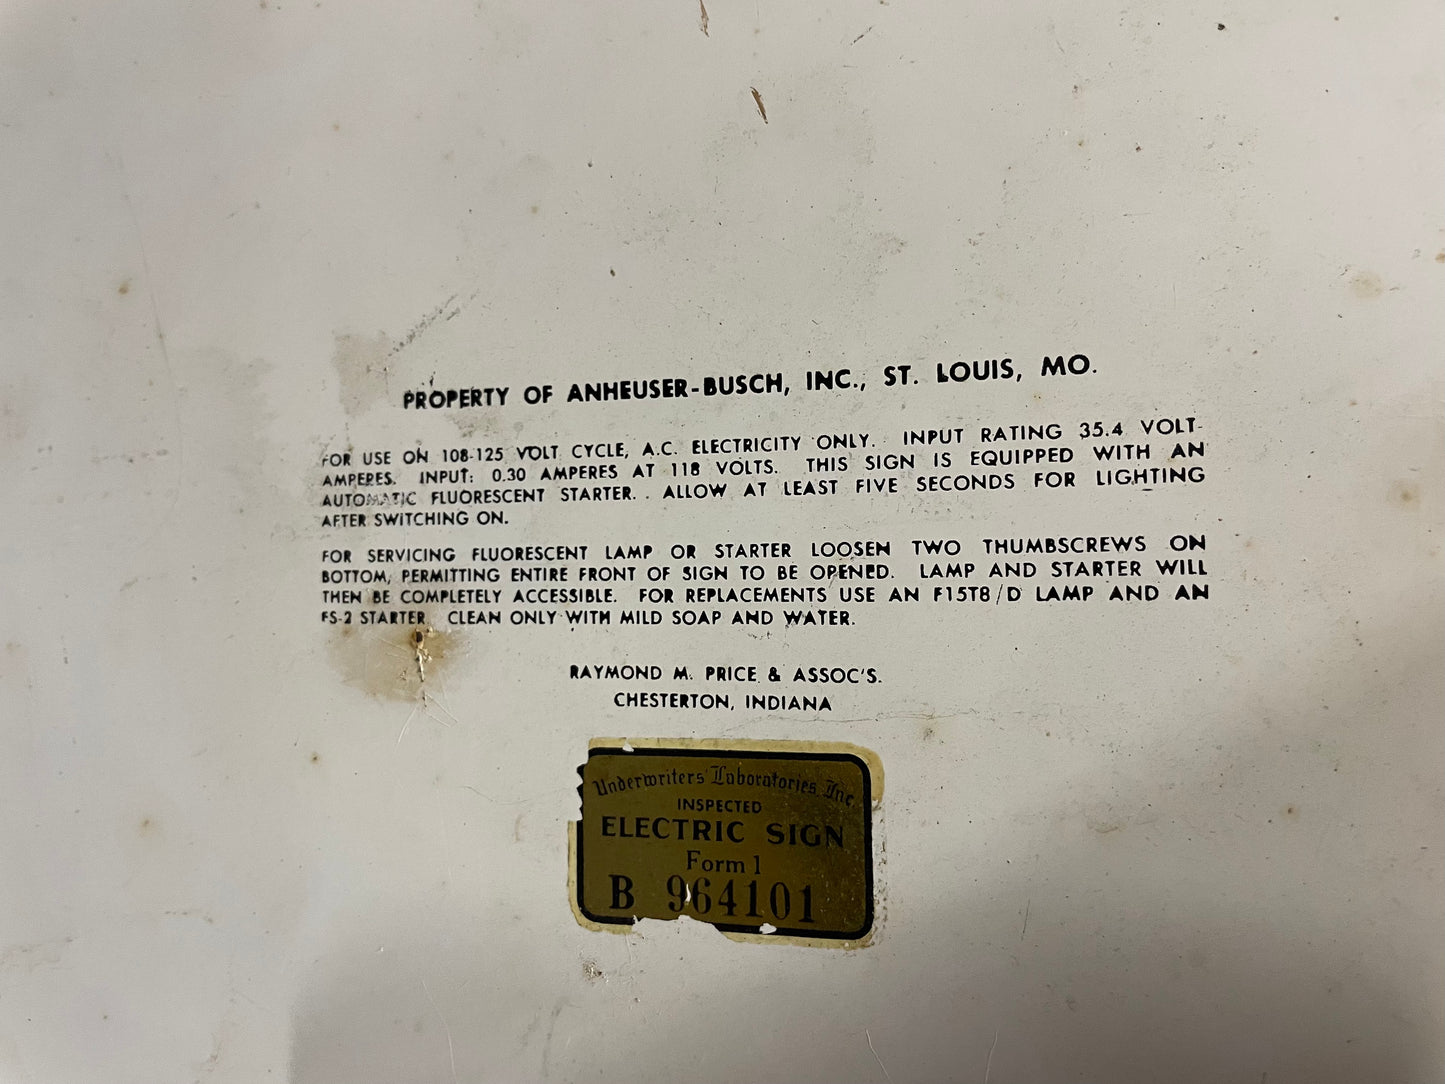 PROPERTY OF ANHEUSER-BUSCH, INC., ST. LOUIS, MO.
FOR USE ON 108-125 VOLT CYCLE, A.C. ELECTRICITY ONLY. INPUT RATING 35.4 VOLT-
AMPERES. INPUT: 0.30 AMPERES AT 118 VOLTS. THIS SIGN IS EQUIPPED WITH AN
AUTOMATIC FLUORESCENT STARTER. ALLOW AT LEAST FIVE SECONDS FOR LIGHTING
AFTER SWITCHING ON.
FOR SERVICING FLUORESCENT LAMP OR STARTER LOOSEN TWO THUMBSCREWS ON
BOTTOM, PERMITTING ENTIRE FRONT OF SIGN TO BE OPENED. LAMP AND STARTER WILL
THEN BE COMPLETELY ACCESSIBLE. FOR REPLACEMENTS USE AN F15T8/D LAMP AND AN
FS-2 STARTER. CLEAN ONLY WITH MILD SOAP AND WATER.
RAYMOND M. PRICE & ASSOC'S.
CHESTERTON, INDIANA
Underwriters' Laboratories, Inc.
INSPECTED
ELECTRIC SIGN
Form 1
B 964101